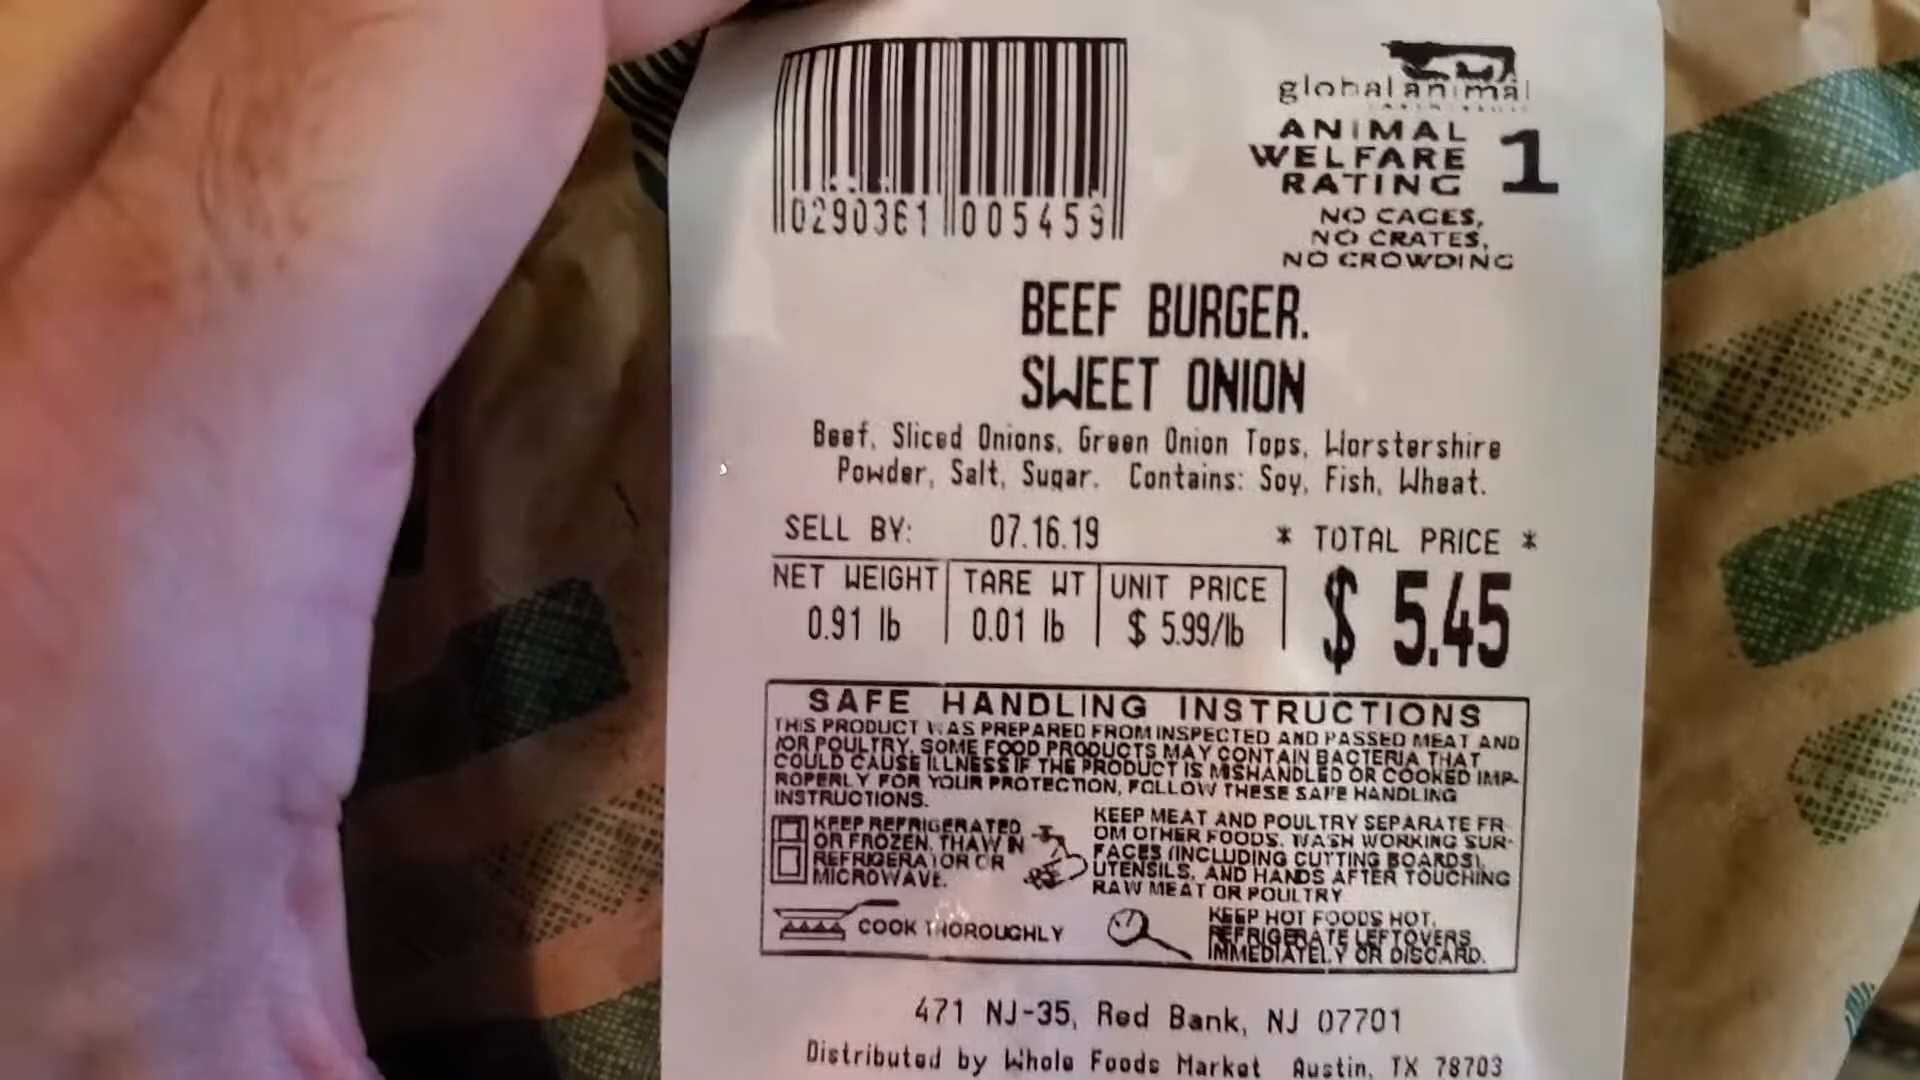 0290361 005459
global animal
ANIMAL
WELFARE
RATING 1
NO CAGES,
NO CRATES,
NO CROWDING
BEEF BURGER.
SWEET ONION
Beef, Sliced Onions, Green Onion Tops, Worstershire
Powder, Salt, Sugar. Contains: Soy, Fish, Wheat.
SELL BY: 07.16.19
* TOTAL PRICE *
NET WEIGHT TARE WT UNIT PRICE
0.91 lb 0.01 lb $ 5.99/lb
$ 5.45
SAFE HANDLING INSTRUCTIONS
THIS PRODUCT WAS PREPARED FROM INSPECTED AND PASSED MEAT AND
/OR POULTRY. SOME FOOD PRODUCTS MAY CONTAIN BACTERIA THAT
COULD CAUSE ILLNESS IF THE PRODUCT IS MISHANDLED OR COOKED IMP-
ROPERLY FOR YOUR PROTECTION, FOLLOW THESE SAFE HANDLING
INSTRUCTIONS.
KEEP REFRIGERATED
OR FROZEN. THAW IN
REFRIGERATOR OR
MICROWAVE.
KEEP MEAT AND POULTRY SEPARATE FR-
OM OTHER FOODS. WASH WORKING SUR-
FACES (INCLUDING CUTTING BOARDS),
UTENSILS, AND HANDS AFTER TOUCHING
RAW MEAT OR POULTRY
COOK THOROUGHLY
KEEP HOT FOODS HOT.
REFRIGERATE LEFTOVERS
IMMEDIATELY OR DISCARD.
471 NJ-35, Red Bank, NJ 07701
Distributed by Whole Foods Market Austin, TX 78703